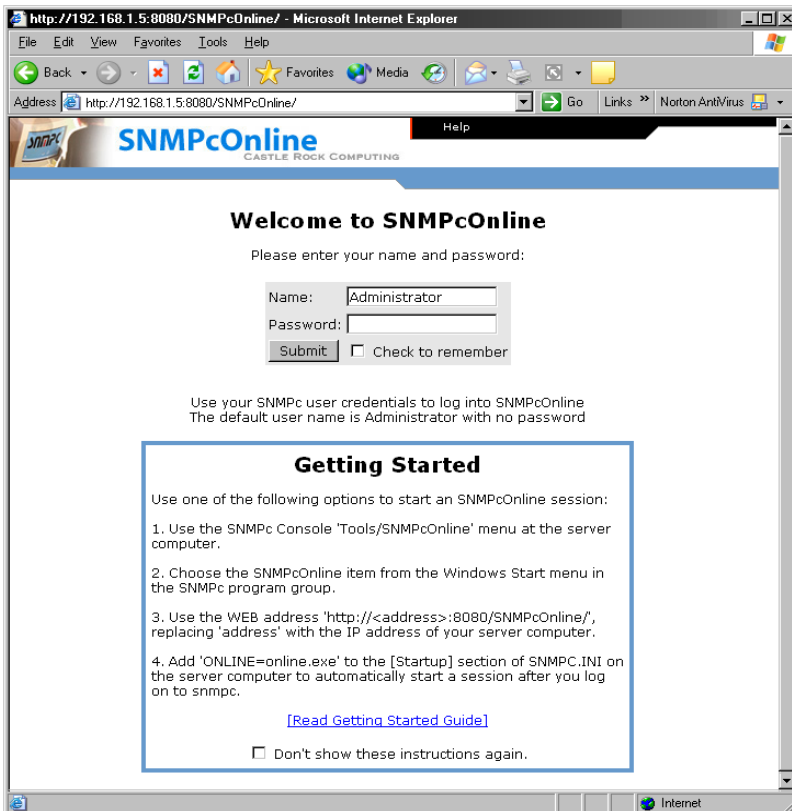 http://192.168.1.5:8080/SNMPcOnline/ - Microsoft Internet Explorer
File Edit View Favorites Tools Help
Back Favorites Media
Address http://192.168.1.5:8080/SNMPcOnline/ Go Links » Norton AntiVirus
SNMPC
SNMPcOnline
CASTLE ROCK COMPUTING
Help
Welcome to SNMPcOnline
Please enter your name and password:
Name: Administrator
Password:
Submit Check to remember
Use your SNMPc user credentials to log into SNMPcOnline
The default user name is Administrator with no password
Getting Started
Use one of the following options to start an SNMPcOnline session:
1. Use the SNMPc Console 'Tools/SNMPcOnline' menu at the server
computer.
2. Choose the SNMPcOnline item from the Windows Start menu in
the SNMPc program group.
3. Use the WEB address 'http://<address>:8080/SNMPcOnline/',
replacing 'address' with the IP address of your server computer.
4. Add 'ONLINE=online.exe' to the [Startup] section of SNMPC.INI on
the server computer to automatically start a session after you log
on to snmpc.
[Read Getting Started Guide]
Don't show these instructions again.
Internet